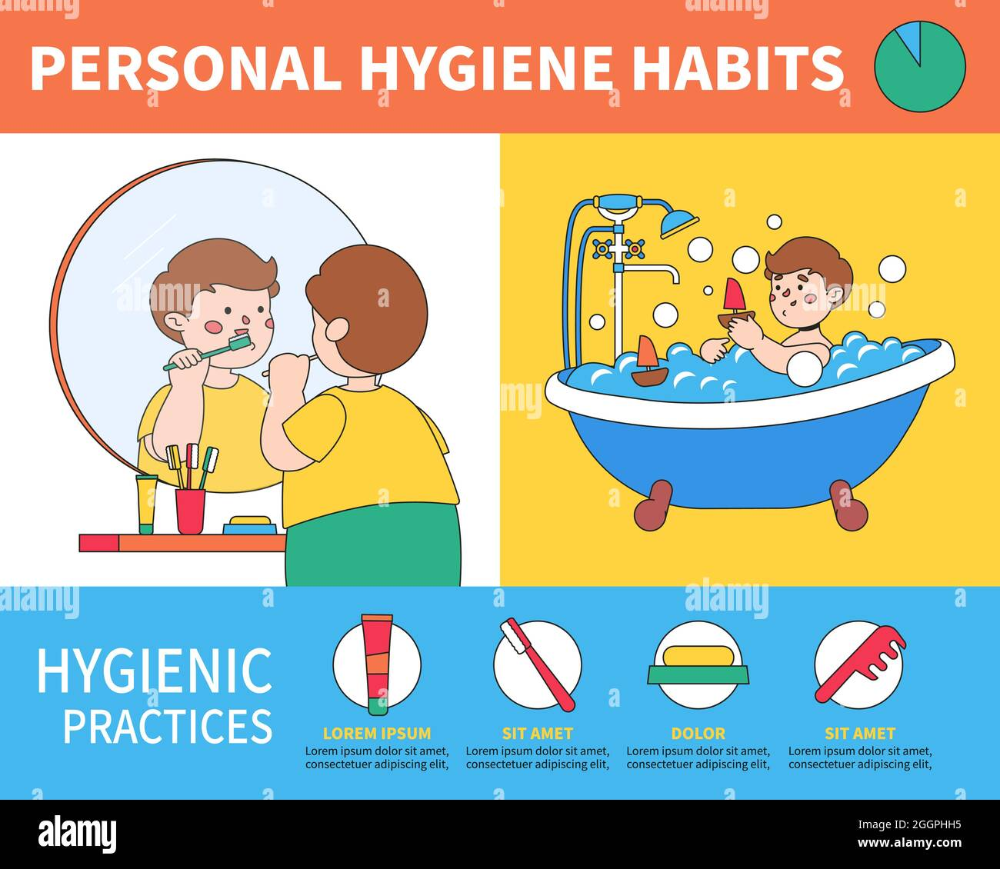 PERSONAL HYGIENE HABITS
HYGIENIC
PRACTICES
LOREM IPSUM
Lorem ipsum dolor sit amet,
consectetuer adipiscing elit,
SIT AMET
Lorem ipsum dolor sit amet,
consectetuer adipiscing elit,
DOLOR
Lorem ipsum dolor sit amet,
consectetuer adipiscing elit,
SIT AMET
Lorem ipsum dolor sit amet,
consectetuer adipiscing elit,
alamy
Image ID: 2GGPHH5
www.alamy.com